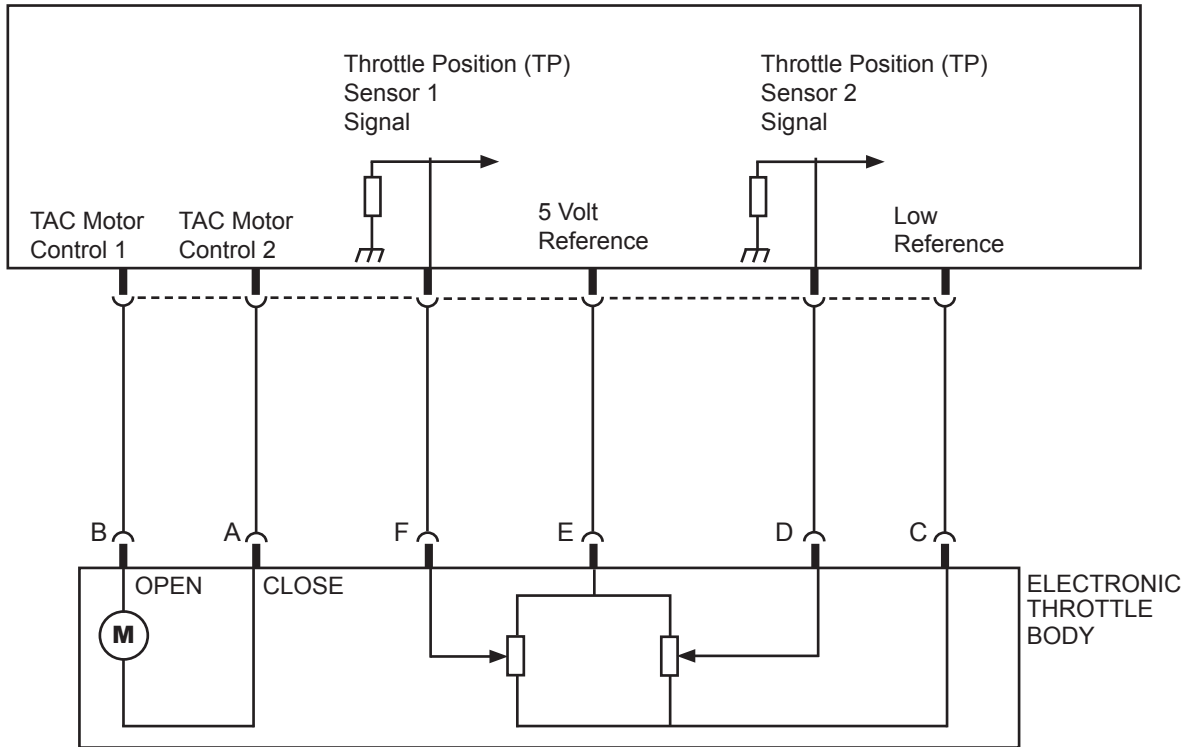 Throttle Position (TP)
Sensor 1
Signal
Throttle Position (TP)
Sensor 2
Signal
TAC Motor
Control 1
TAC Motor
Control 2
5 Volt
Reference
Low
Reference
B
A
F
E
D
C
OPEN
CLOSE
M
ELECTRONIC
THROTTLE
BODY